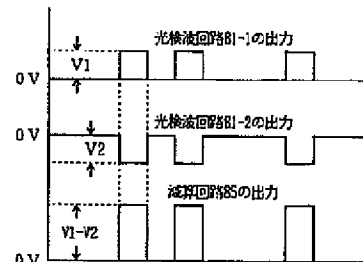 光検波回路81-1の出力
V1
0 V
光検波回路81-2の出力
0 V
V2
減算回路85の出力
V1-V2
0 V